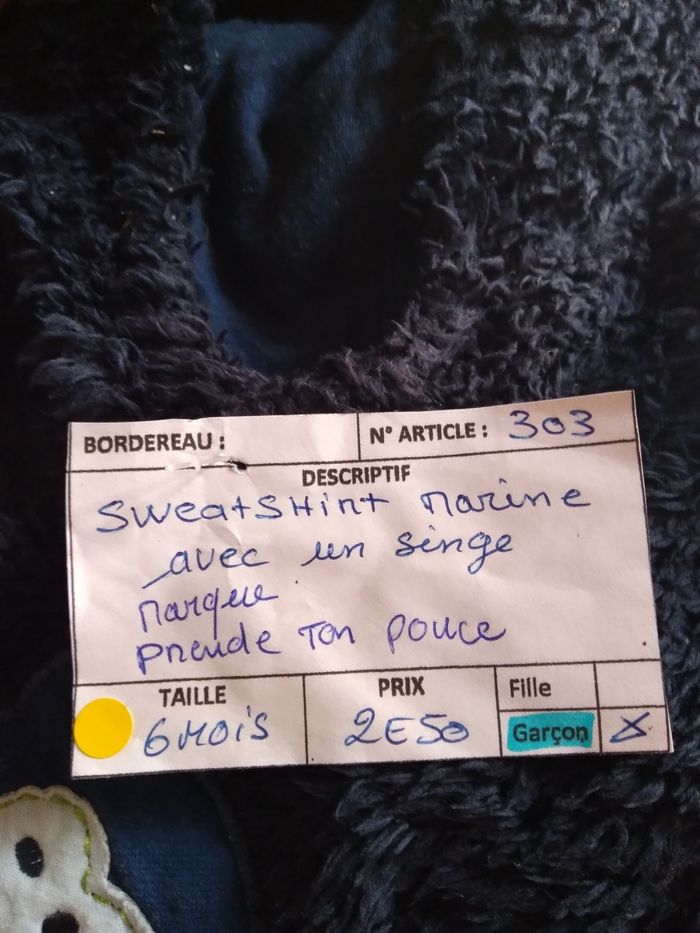 BORDEREAU : N° ARTICLE : 303
DESCRIPTIF
sweatshirt marine
avec un singe
marque
prende ton pouce
TAILLE PRIX Fille
6 MOIS 2E50 Garçon X